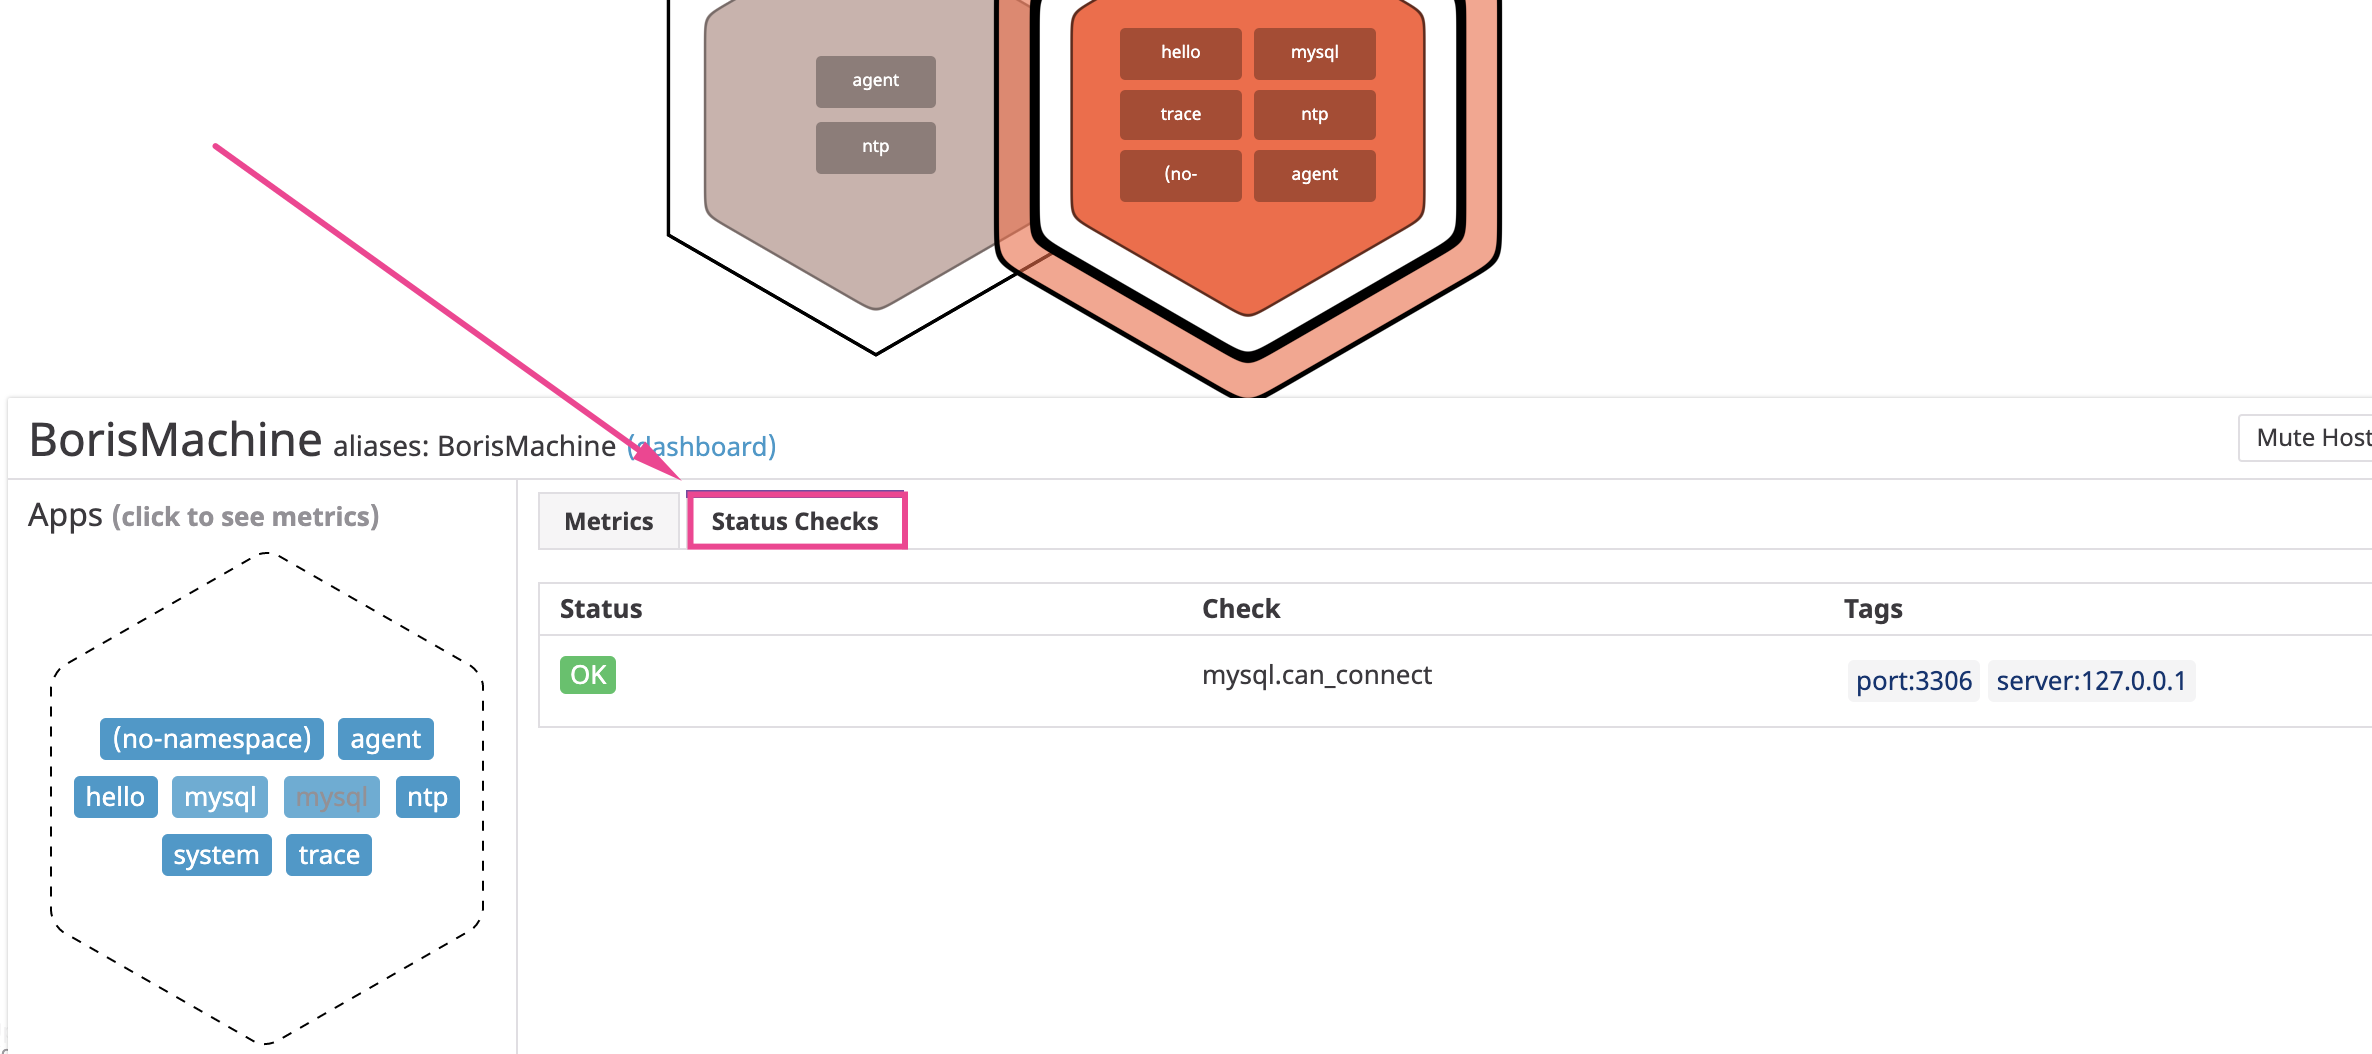 agent
ntp
hello mysql
trace ntp
(no- agent
BorisMachine aliases: BorisMachine (dashboard)
Mute Host
Apps (click to see metrics)
Metrics Status Checks
Status Check Tags
OK mysql.can_connect port:3306 server:127.0.0.1
(no-namespace) agent
hello mysql mysql ntp
system trace